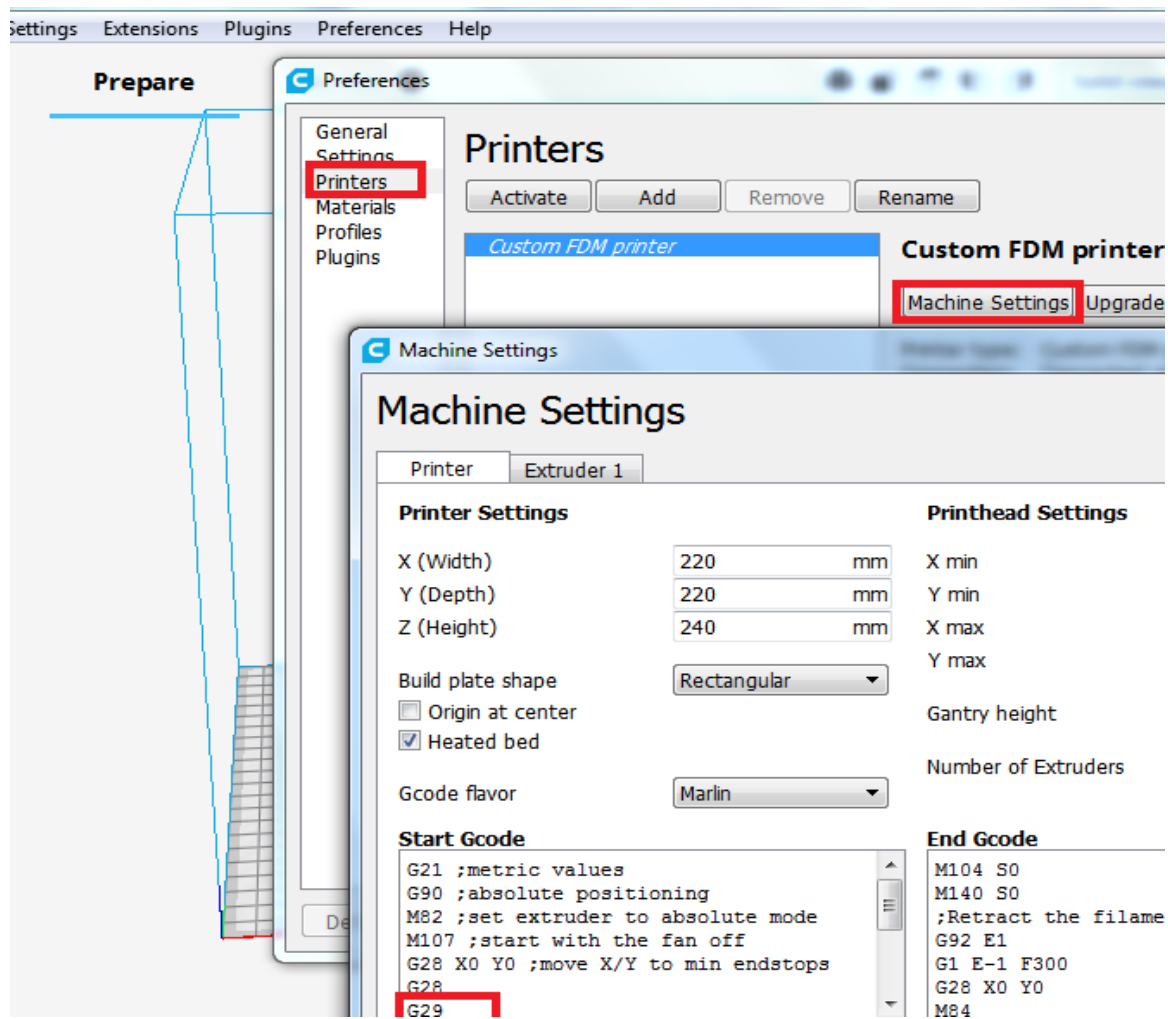 Settings Extensions Plugins Preferences Help
Prepare
Preferences
General
Settings
Printers
Materials
Profiles
Plugins
Printers
Activate Add Remove Rename
Custom FDM printer
Custom FDM printer
Machine Settings Upgrade
Machine Settings
Machine Settings
Printer Extruder 1
Printer Settings
X (Width) 220 mm
Y (Depth) 220 mm
Z (Height) 240 mm
Build plate shape Rectangular
Origin at center
Heated bed
Gcode flavor Marlin
Printhead Settings
X min
Y min
X max
Y max
Gantry height
Number of Extruders
Start Gcode
G21 ;metric values
G90 ;absolute positioning
M82 ;set extruder to absolute mode
M107 ;start with the fan off
G28 X0 Y0 ;move X/Y to min endstops
G28
G29
End Gcode
M104 S0
M140 S0
;Retract the filame
G92 E1
G1 E-1 F300
G28 X0 Y0
M84
De